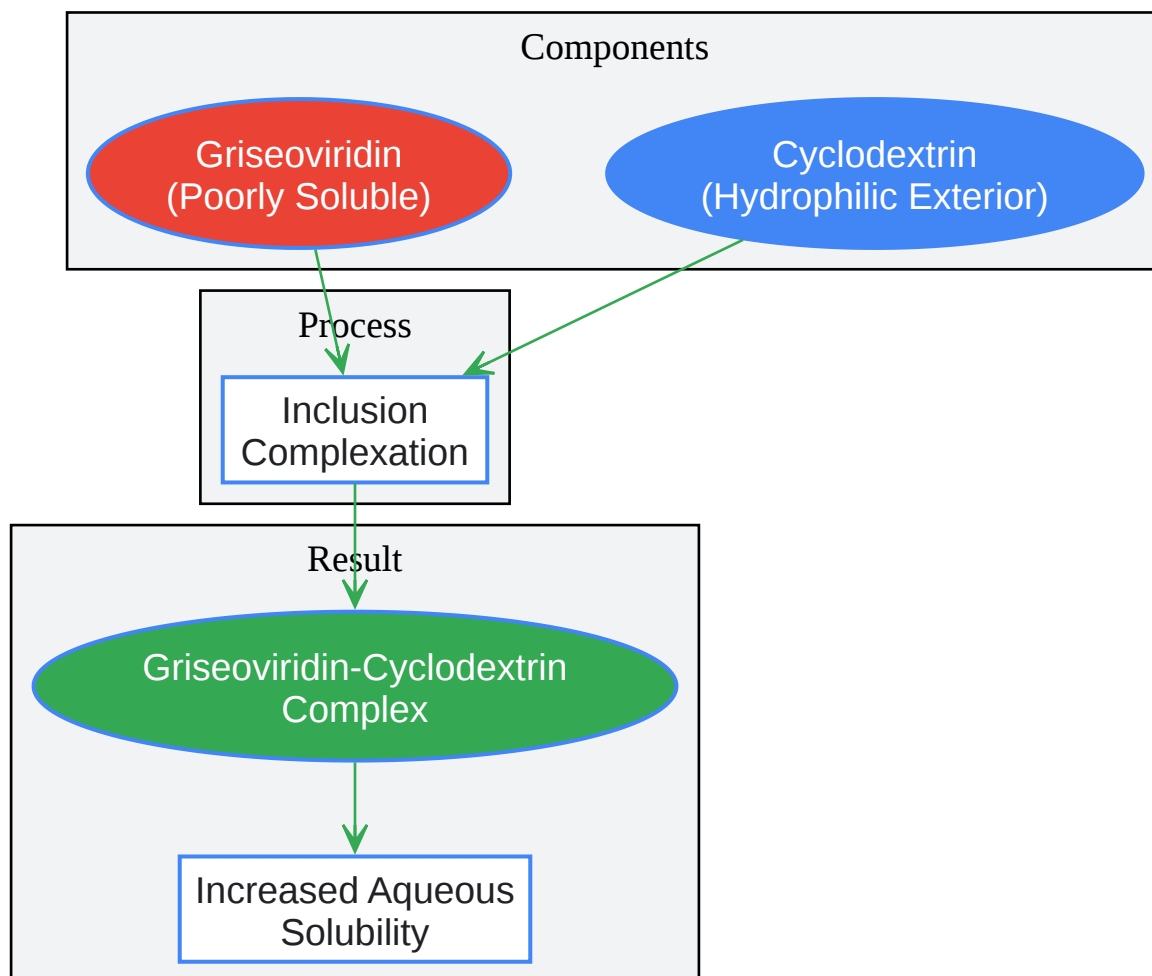 Components
Griseoviridin
(Poorly Soluble)
Cyclodextrin
(Hydrophilic Exterior)
Process
Inclusion
Complexation
Result
Griseoviridin-Cyclodextrin
Complex
Increased Aqueous
Solubility